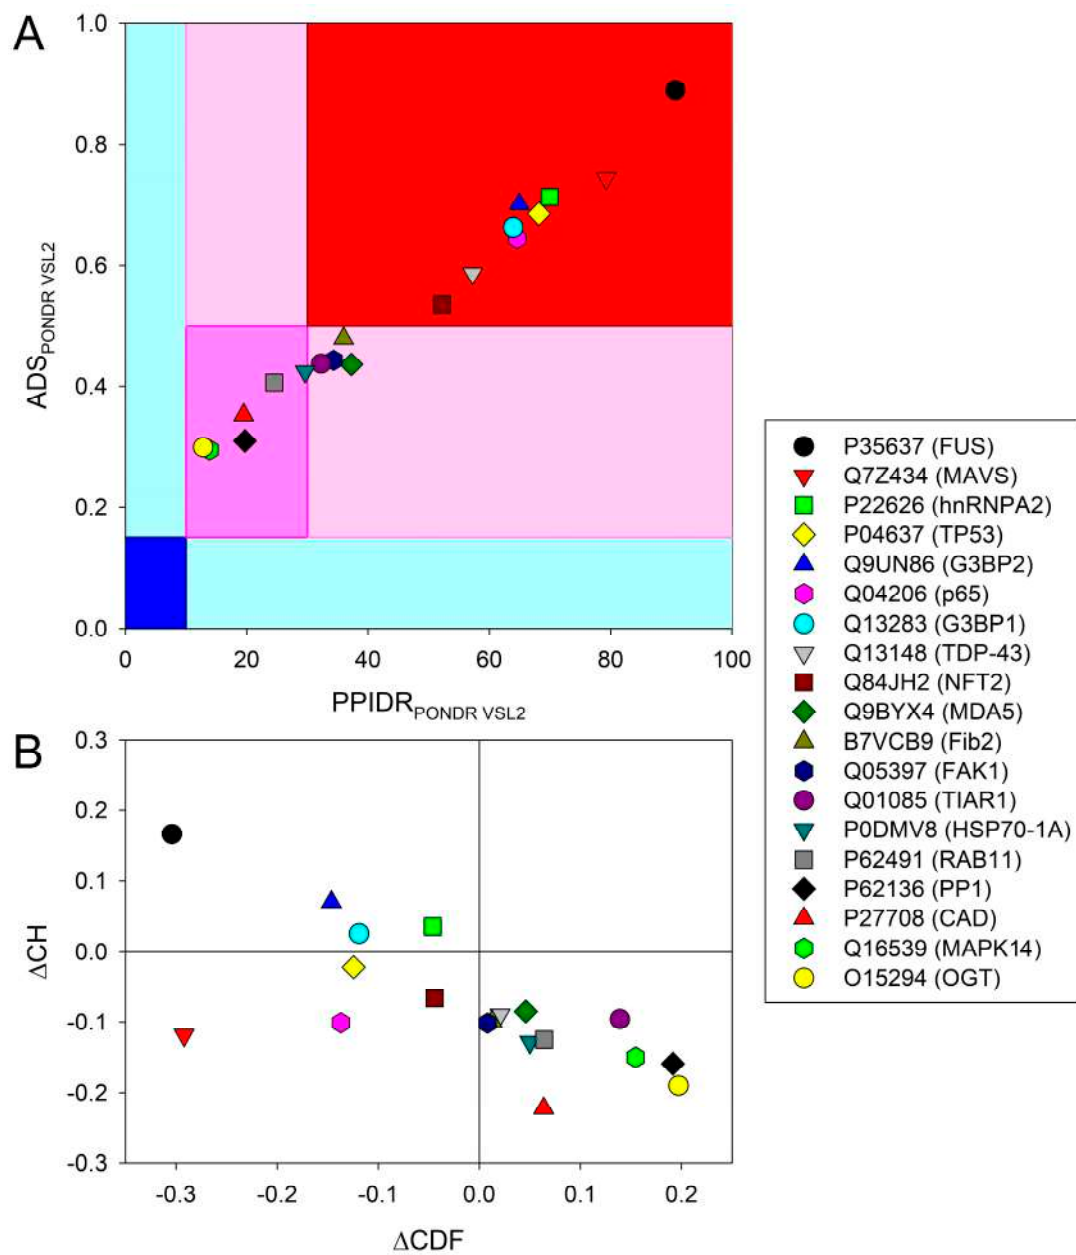 A
1.0
0.8
0.6
0.4
0.2
0.0
ADS PONDR VSL2
0 20 40 60 80 100
PPIDR PONDR VSL2
P35637 (FUS)
Q7Z434 (MAVS)
P22626 (hnRNPA2)
P04637 (TP53)
Q9UN86 (G3BP2)
Q04206 (p65)
Q13283 (G3BP1)
Q13148 (TDP-43)
Q84JH2 (NFT2)
Q9BYX4 (MDA5)
B7VCB9 (Fib2)
Q05397 (FAK1)
Q01085 (TIAR1)
P0DMV8 (HSP70-1A)
P62491 (RAB11)
P62136 (PP1)
P27708 (CAD)
Q16539 (MAPK14)
O15294 (OGT)
B
0.3
0.2
0.1
0.0
-0.1
-0.2
-0.3
ΔCH
-0.3 -0.2 -0.1 0.0 0.1 0.2
ΔCDF